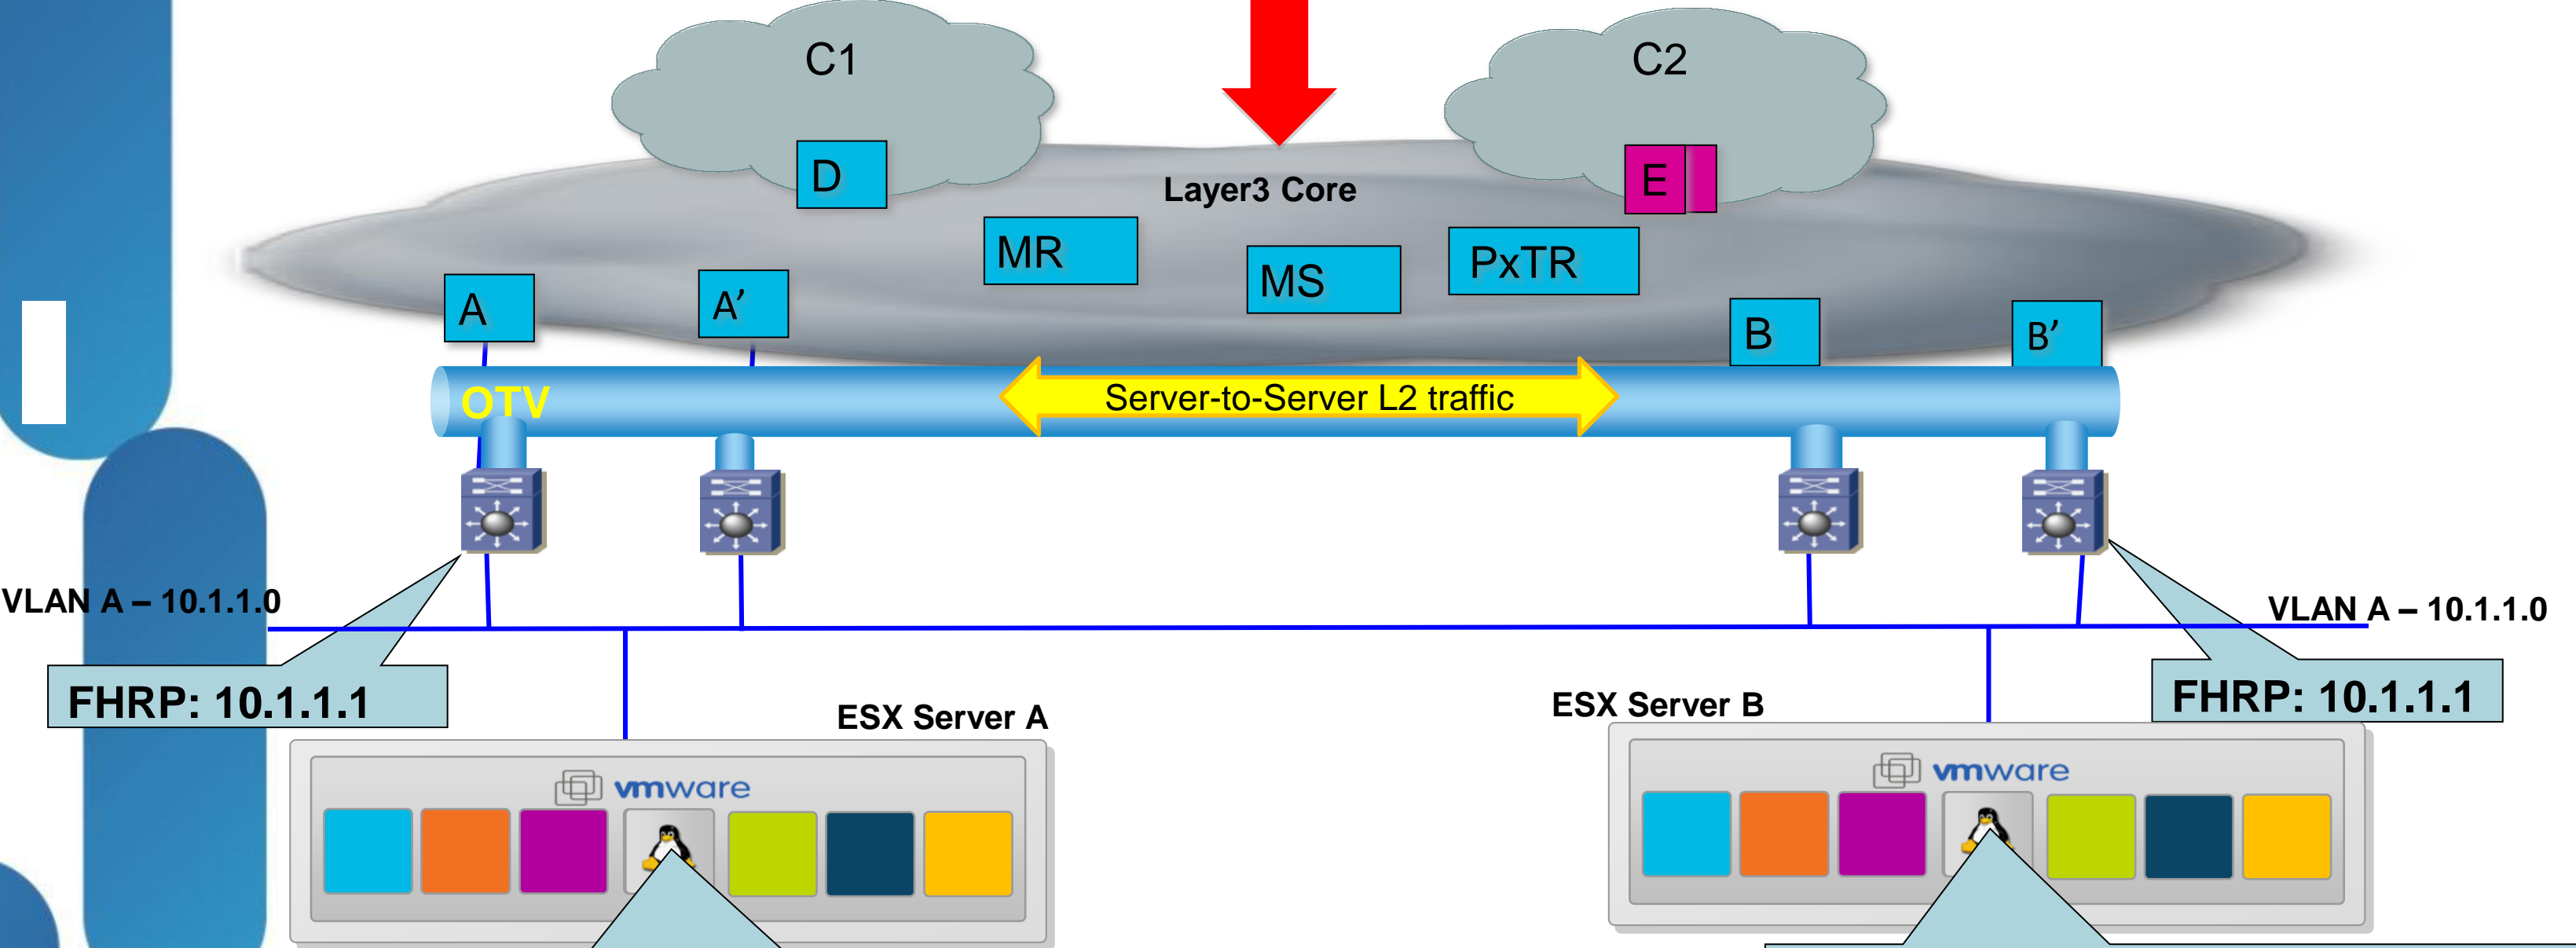 C1
C2
D
E
Layer3 Core
MR
MS
PxTR
A
A’
B
B’
OTV
Server-to-Server L2 traffic
VLAN A – 10.1.1.0
VLAN A – 10.1.1.0
FHRP: 10.1.1.1
FHRP: 10.1.1.1
ESX Server A
ESX Server B
vmware
vmware